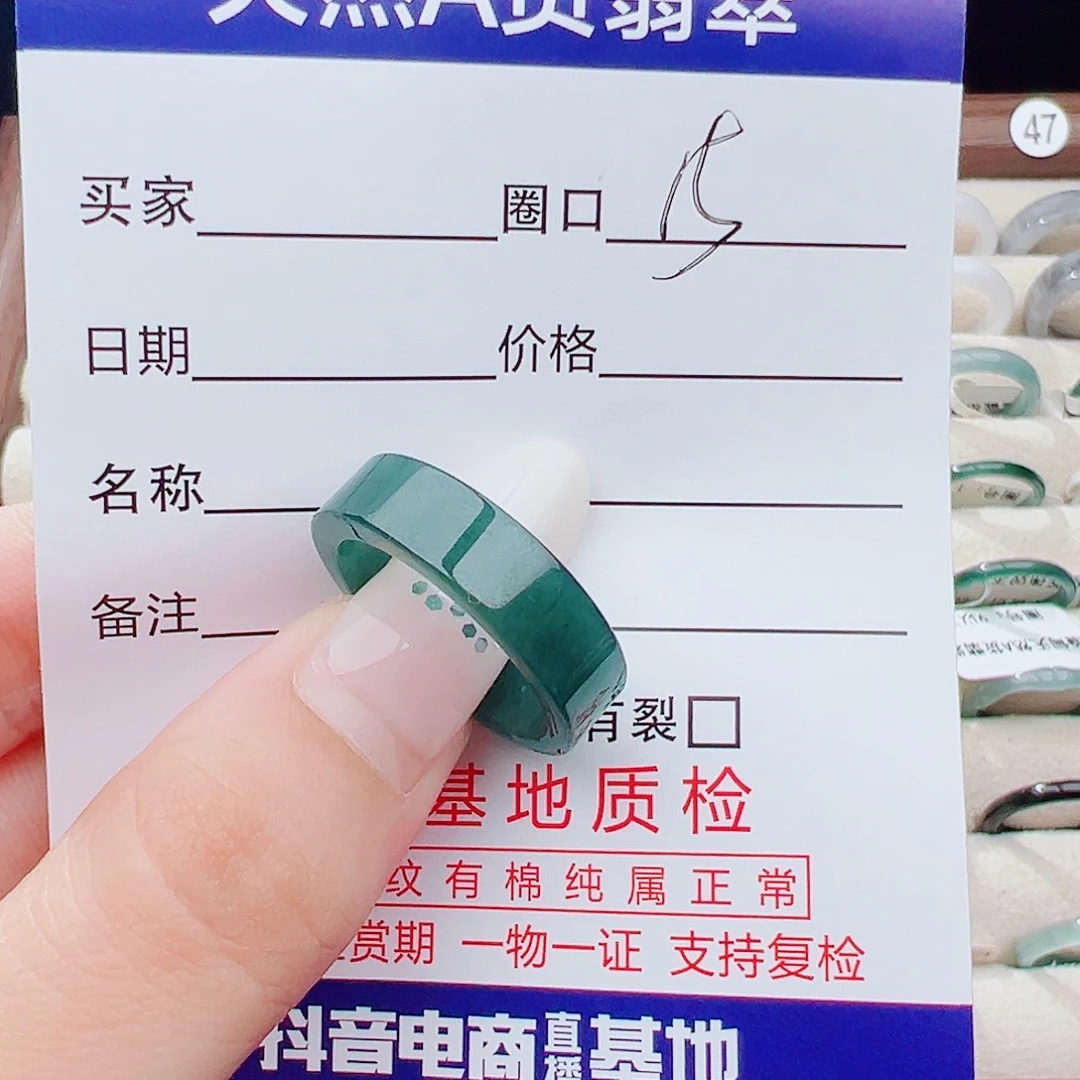 天然A货翡翠
买家 圈口 15
日期 价格
名称
备注
有裂
基地质检
纹有棉纯属正常
赏期 一物一证 支持复检
抖音电商直播基地
47